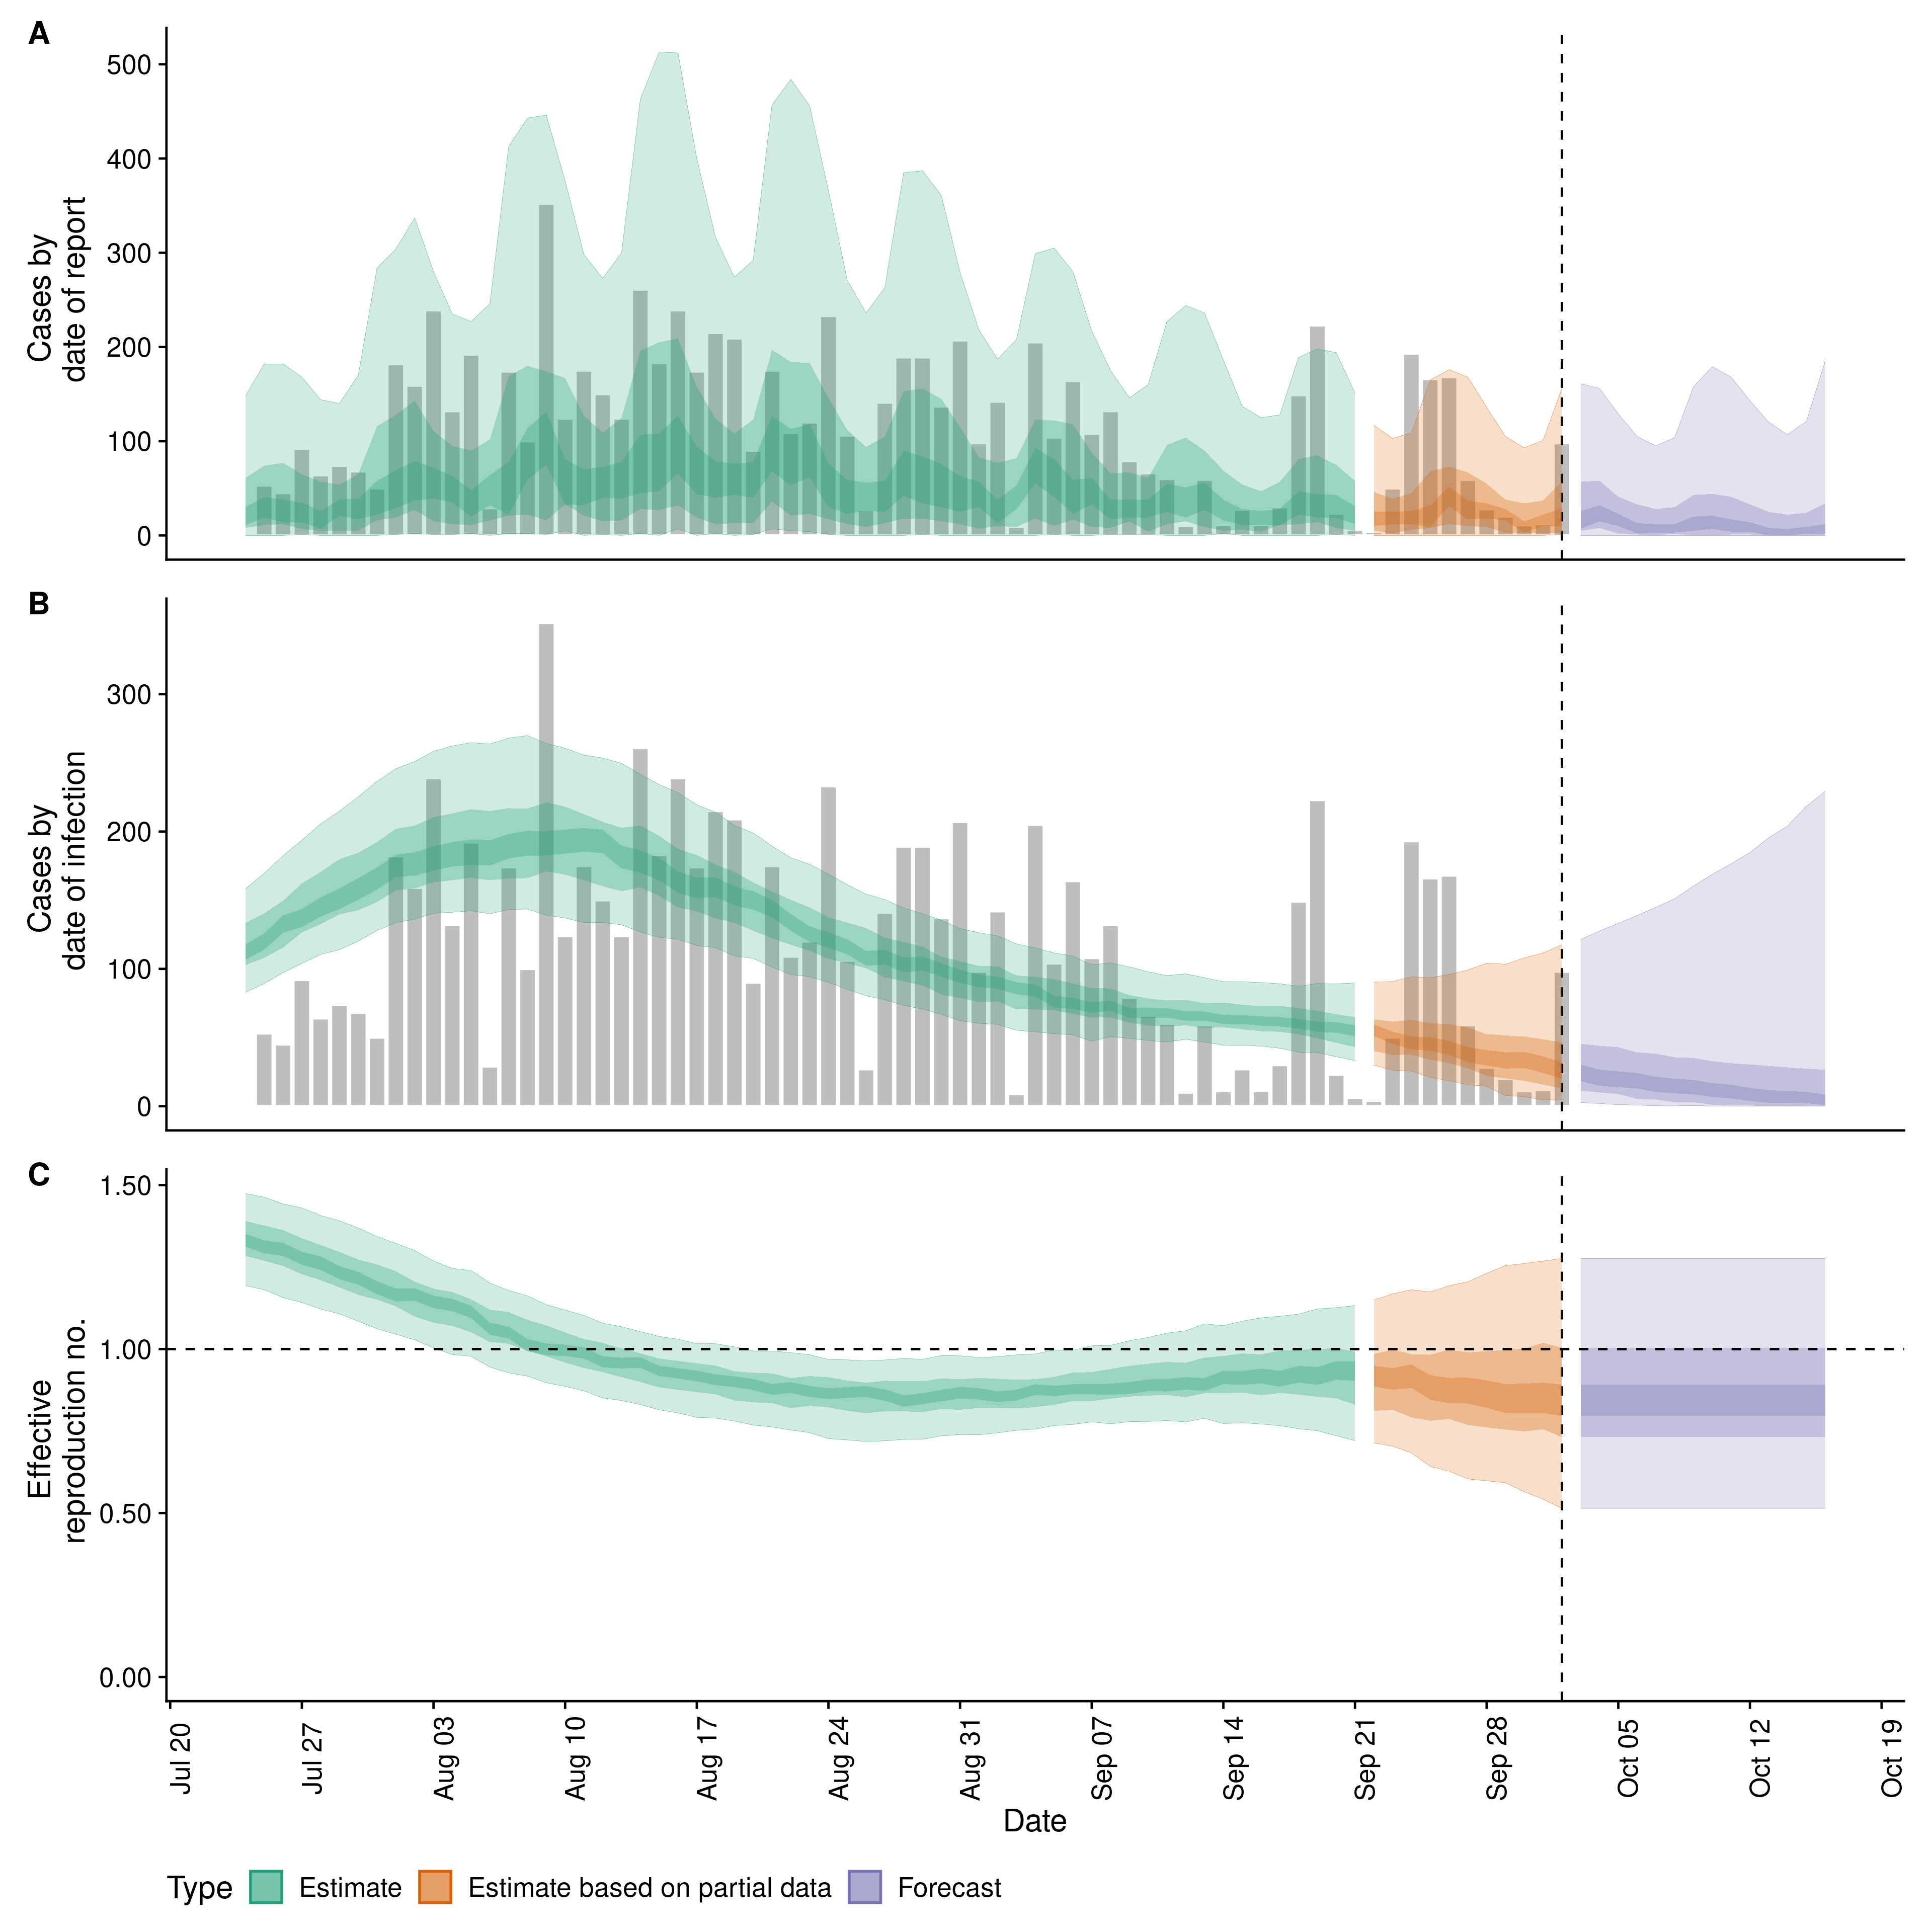 A
500
400
300
200
100
0
Cases by
date of report
B
300
200
100
0
Cases by
date of infection
C
1.50
1.00
0.50
0.00
Effective
reproduction no.
Jul 20
Jul 27
Aug 03
Aug 10
Aug 17
Aug 24
Aug 31
Sep 07
Sep 14
Sep 21
Sep 28
Oct 05
Oct 12
Oct 19
Date
Type Estimate Estimate based on partial data Forecast